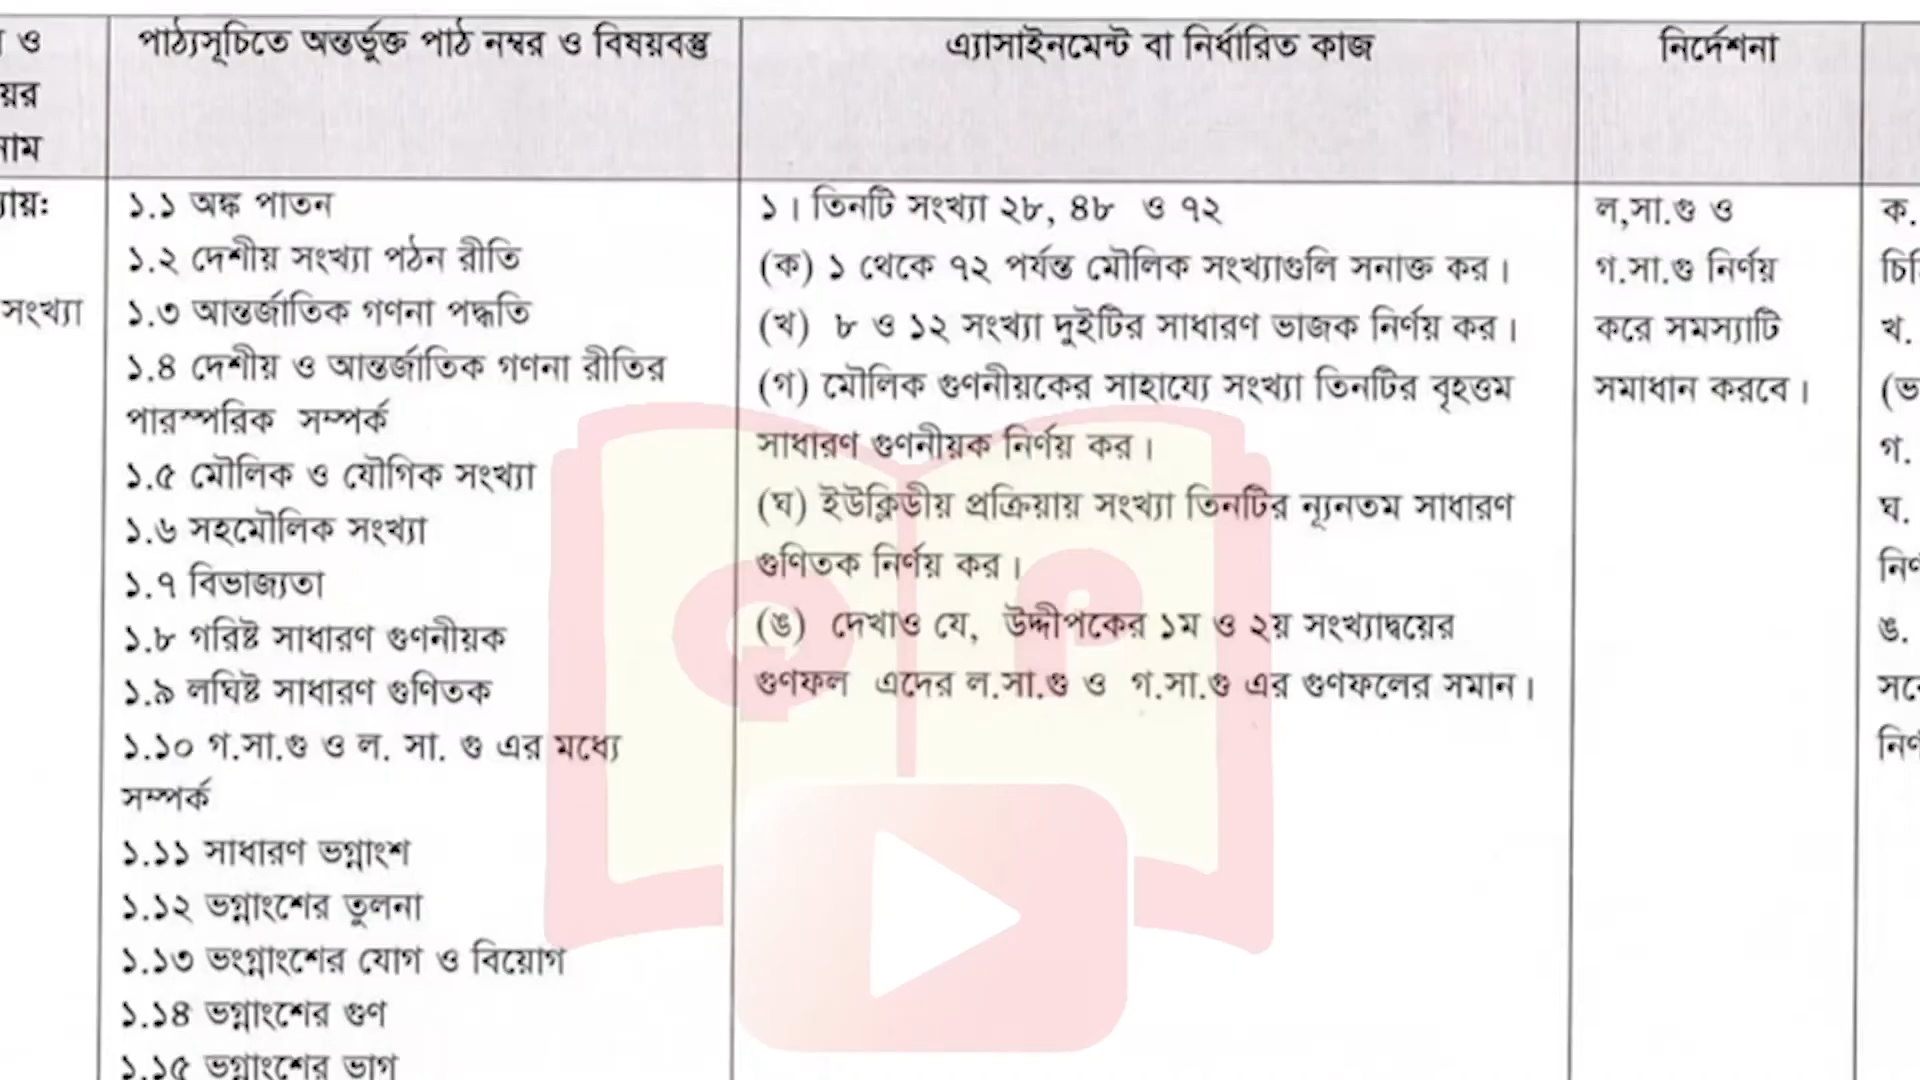 ও
য়ের
নাম
পাঠ্যসূচিতে অন্তর্ভুক্ত পাঠ নম্বর ও বিষয়বস্তু
এ্যাসাইনমেন্ট বা নির্ধারিত কাজ
নির্দেশনা
সংখ্যা
১.১ অঙ্ক পাতন
১.২ দেশীয় সংখ্যা পঠন রীতি
১.৩ আন্তর্জাতিক গণনা পদ্ধতি
১.৪ দেশীয় ও আন্তর্জাতিক গণনা রীতির
পারস্পরিক সম্পর্ক
১.৫ মৌলিক ও যৌগিক সংখ্যা
১.৬ সহমৌলিক সংখ্যা
১.৭ বিভাজ্যতা
১.৮ গরিষ্ট সাধারণ গুণনীয়ক
১.৯ লঘিষ্ট সাধারণ গুণিতক
১.১০ গ.সা.গু ও ল. সা. গু এর মধ্যে
সম্পর্ক
১.১১ সাধারণ ভগ্নাংশ
১.১২ ভগ্নাংশের তুলনা
১.১৩ ভংগ্নাংশের যোগ ও বিয়োগ
১.১৪ ভগ্নাংশের গুণ
১.১৫ ভগ্নাংশের ভাগ
১। তিনটি সংখ্যা ২৮, ৪৮ ও ৭২
(ক) ১ থেকে ৭২ পর্যন্ত মৌলিক সংখ্যাগুলি সনাক্ত কর।
(খ) ৮ ও ১২ সংখ্যা দুইটির সাধারণ ভাজক নির্ণয় কর।
(গ) মৌলিক গুণনীয়কের সাহায্যে সংখ্যা তিনটির বৃহত্তম
সাধারণ গুণনীয়ক নির্ণয় কর।
(ঘ) ইউক্লিডীয় প্রক্রিয়ায় সংখ্যা তিনটির ন্যূনতম সাধারণ
গুণিতক নির্ণয় কর।
(ঙ) দেখাও যে, উদ্দীপকের ১ম ও ২য় সংখ্যাদ্বয়ের
গুণফল এদের ল.সা.গু ও গ.সা.গু এর গুণফলের সমান।
ল,সা.গু ও
গ.সা.গু নির্ণয়
করে সমস্যাটি
সমাধান করবে।
ক.
খ.
গ.
ঘ.
ঙ.